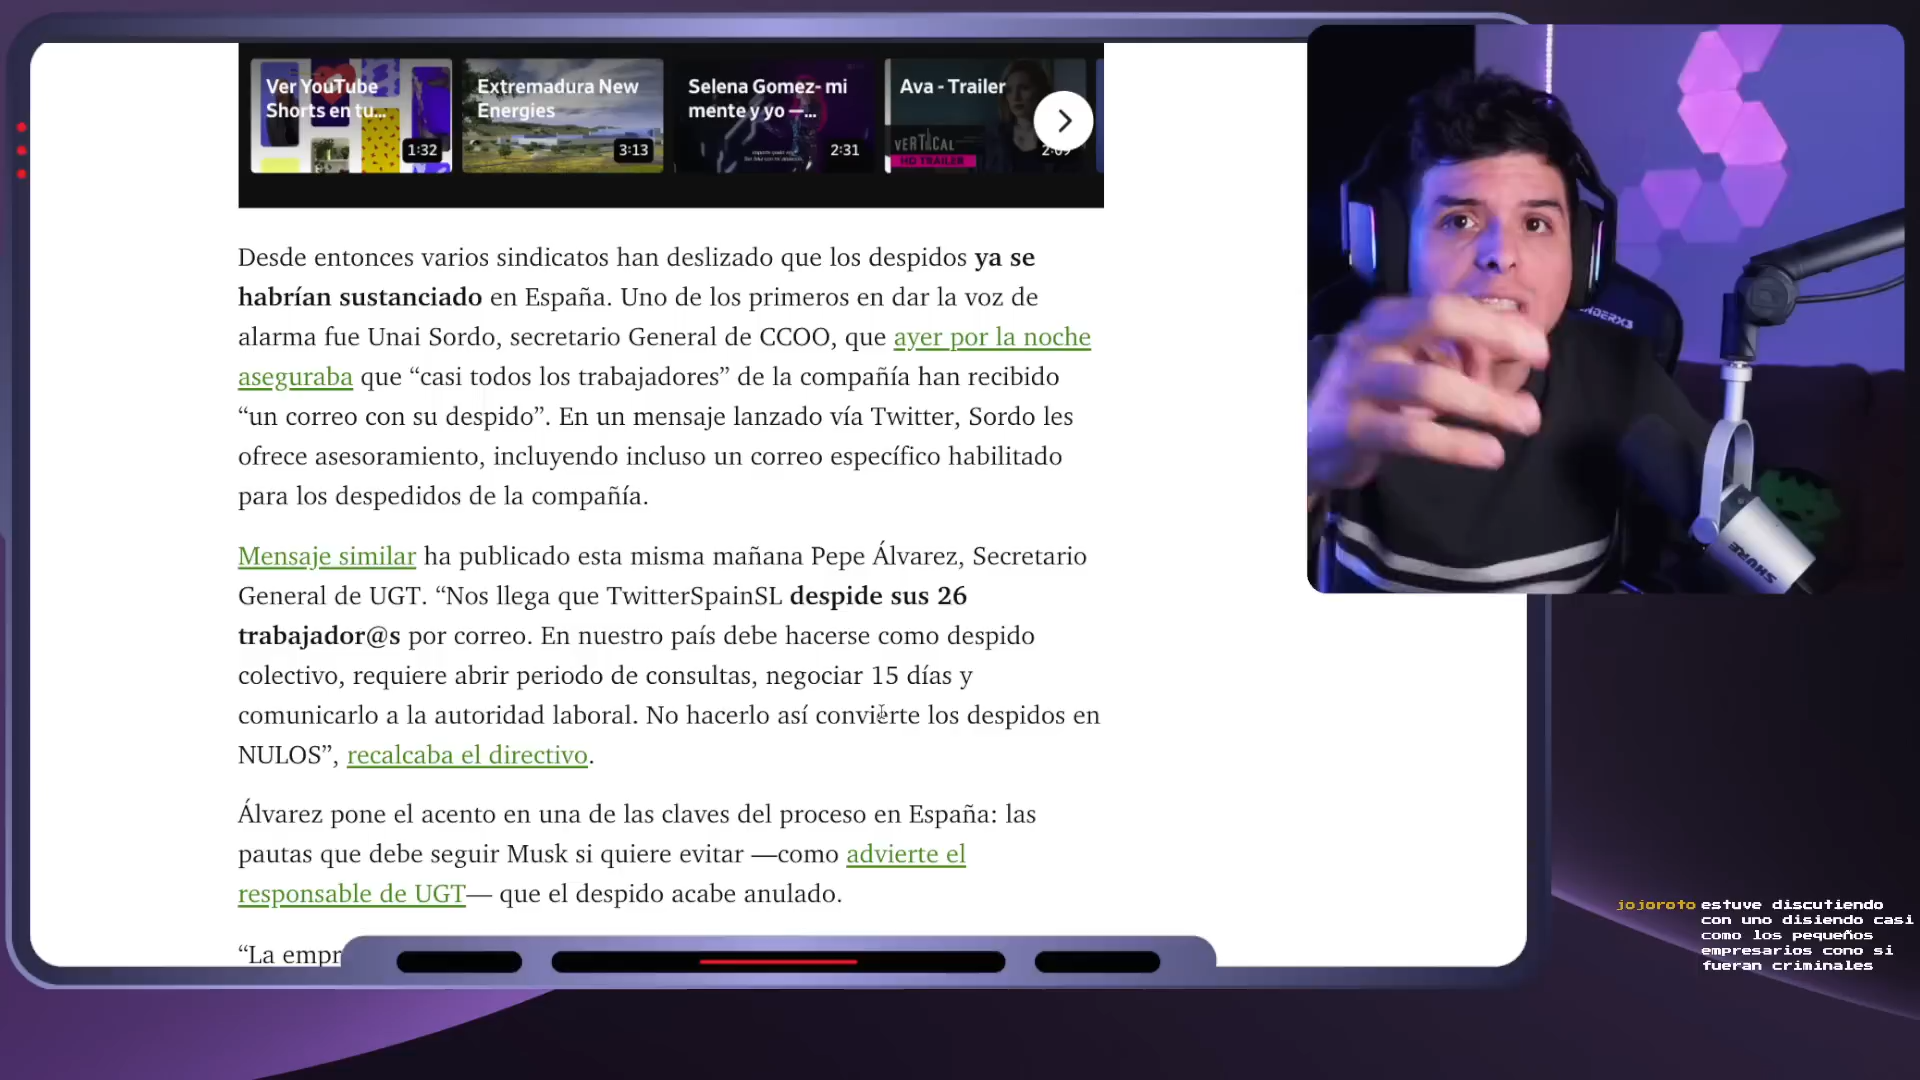 Ver YouTube
Shorts en tu...
1:32
Extremadura New
Energies
3:13
Selena Gomez- mi
mente y yo —...
2:31
Ava - Trailer
VERTICAL
HD TRAILER
Desde entonces varios sindicatos han deslizado que los despidos ya se
habrían sustanciado en España. Uno de los primeros en dar la voz de
alarma fue Unai Sordo, secretario General de CCOO, que ayer por la noche
aseguraba que “casi todos los trabajadores” de la compañía han recibido
“un correo con su despido”. En un mensaje lanzado vía Twitter, Sordo les
ofrece asesoramiento, incluyendo incluso un correo específico habilitado
para los despedidos de la compañía.
Mensaje similar ha publicado esta misma mañana Pepe Álvarez, Secretario
General de UGT. “Nos llega que TwitterSpainSL despide sus 26
trabajador@s por correo. En nuestro país debe hacerse como despido
colectivo, requiere abrir periodo de consultas, negociar 15 días y
comunicarlo a la autoridad laboral. No hacerlo así convierte los despidos en
NULOS”, recalcaba el directivo.
Álvarez pone el acento en una de las claves del proceso en España: las
pautas que debe seguir Musk si quiere evitar —como advierte el
responsable de UGT— que el despido acabe anulado.
“La empr
SHURE
jojoroto estuve discutiendo
con uno disiendo casi
como los pequeños
empresarios cono si
fueran criminales